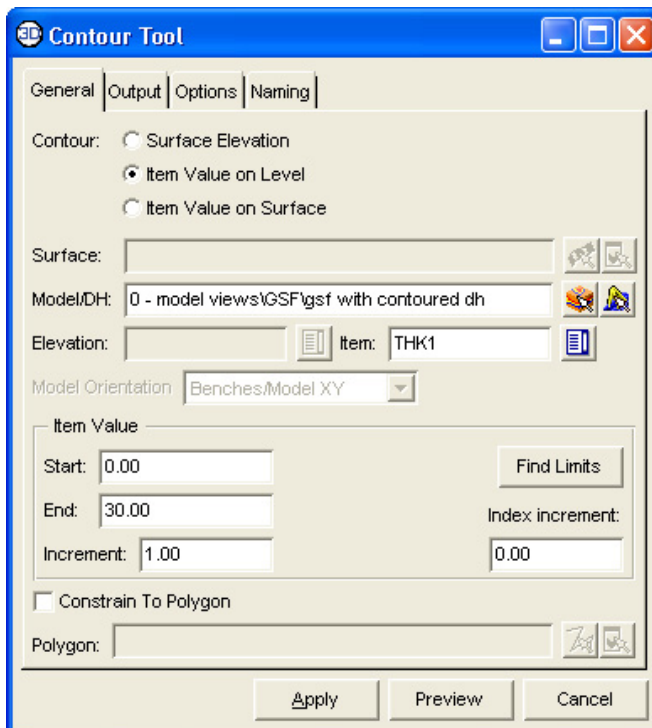 3D Contour Tool
General Output Options Naming
Contour: Surface Elevation
Item Value on Level
Item Value on Surface
Surface:
Model/DH: 0 - model views\GSF\gsf with contoured dh
Elevation: Item: THK1
Model Orientation Benches/Model XY
Item Value
Start: 0.00 Find Limits
End: 30.00 Index increment:
Increment: 1.00 0.00
Constrain To Polygon
Polygon:
Apply Preview Cancel